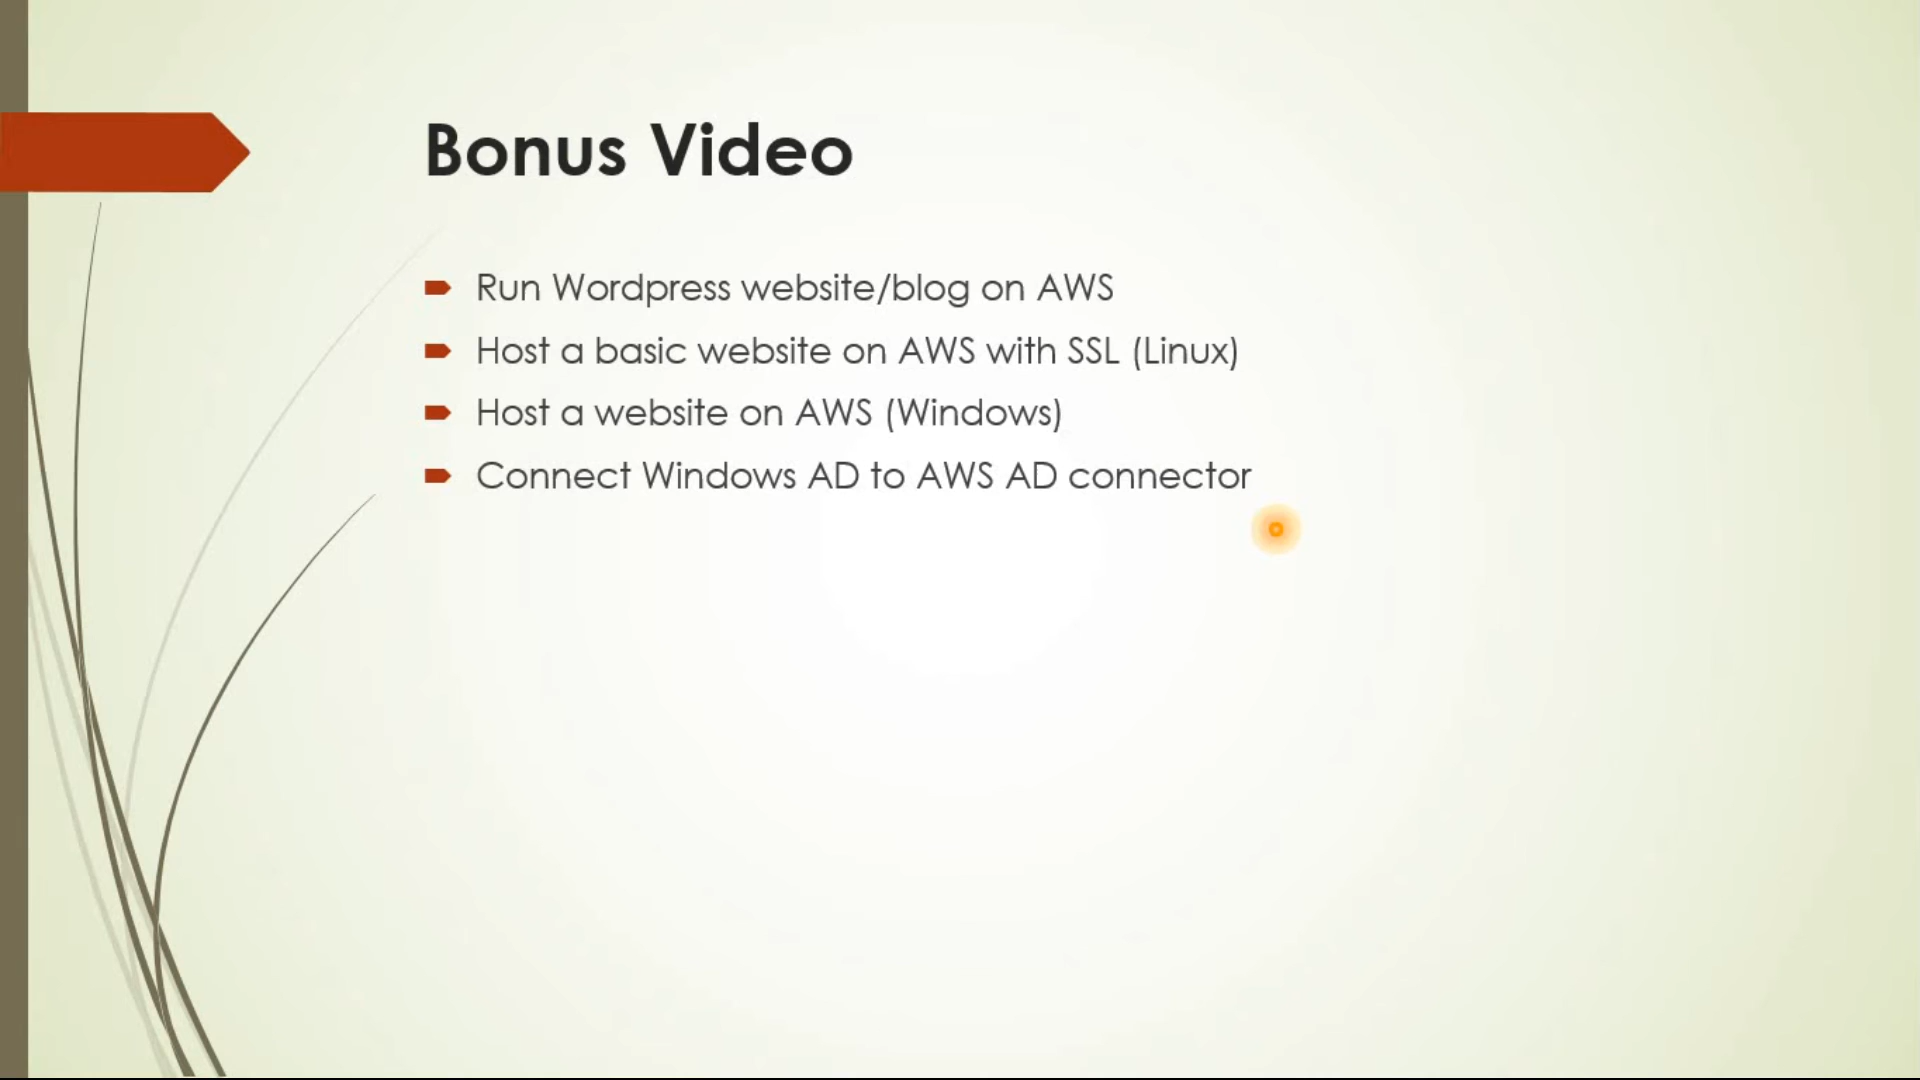 Bonus Video
Run Wordpress website/blog on AWS
Host a basic website on AWS with SSL (Linux)
Host a website on AWS (Windows)
Connect Windows AD to AWS AD connector